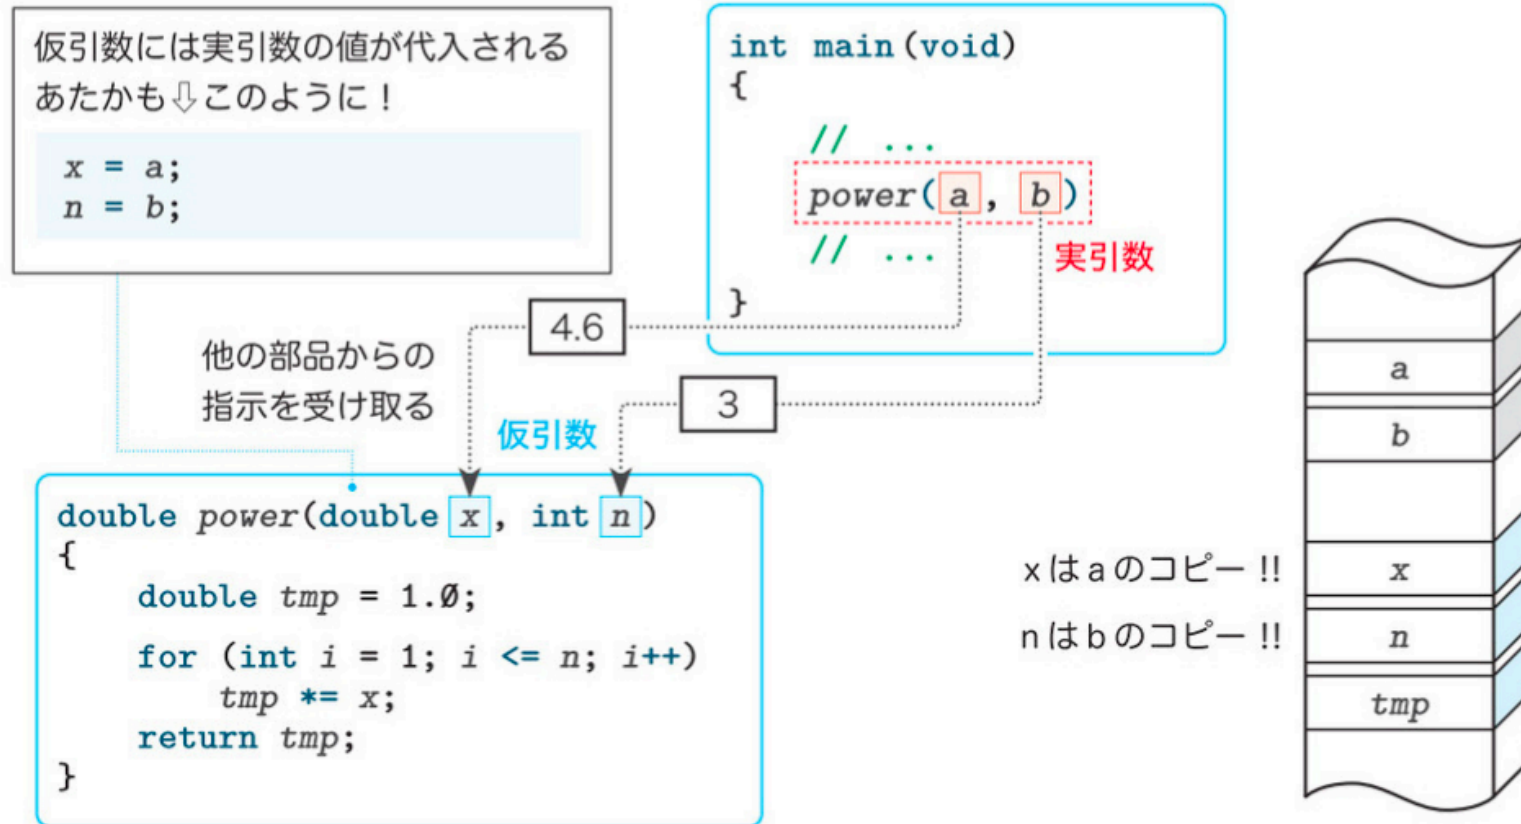 仮引数には実引数の値が代入される
あたかも⇩このように！
x = a;
n = b;
int main(void)
{
// ...
power(a, b)
// ...
実引数
}
4.6
他の部品からの
指示を受け取る
3
仮引数
double power(double x, int n)
{
double tmp = 1.0;
for (int i = 1; i <= n; i++)
tmp *= x;
return tmp;
}
a
b
xはaのコピー!!
x
nはbのコピー!!
n
tmp